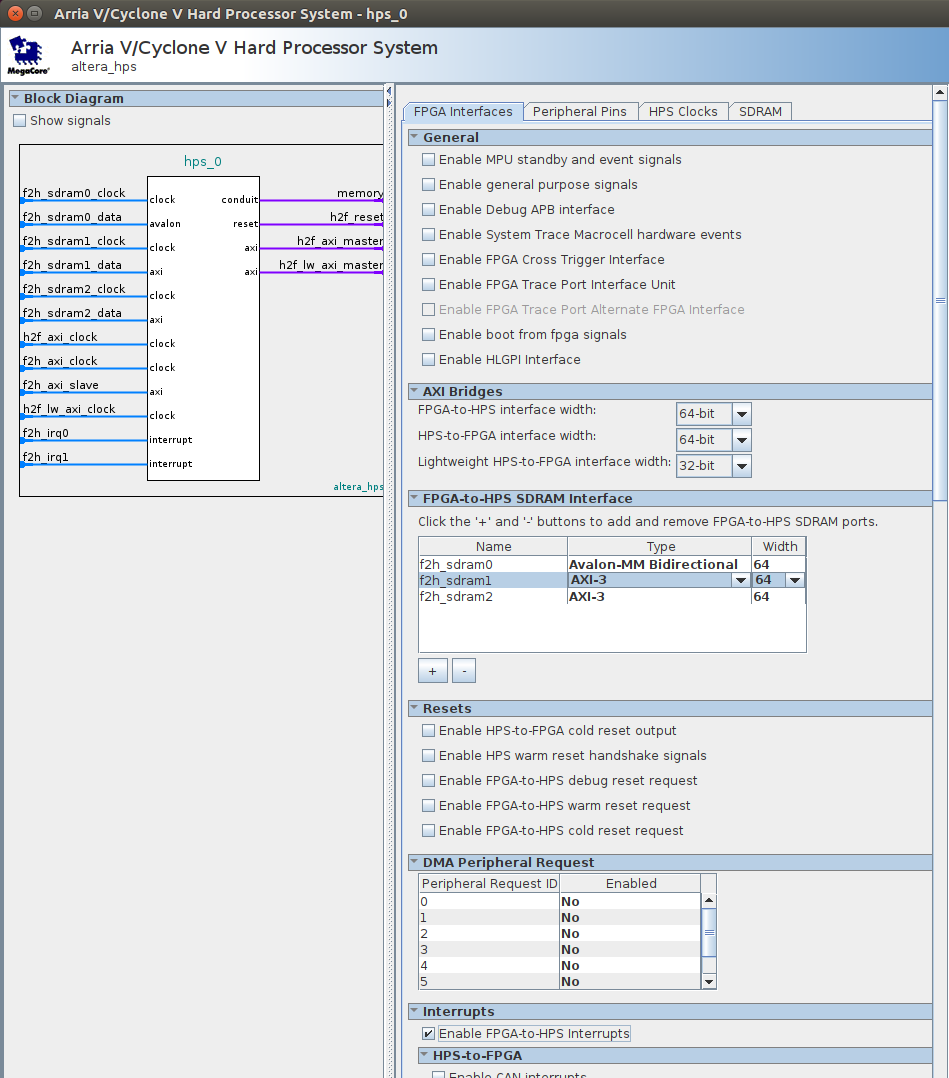 Arria V/Cyclone V Hard Processor System - hps_0
Arria V/Cyclone V Hard Processor System
altera_hps
MegaCore®
Block Diagram
Show signals
hps_0
f2h_sdram0_clock
clock
conduit
memory
f2h_sdram0_data
avalon
reset
h2f_reset
f2h_sdram1_clock
clock
axi
h2f_axi_master
f2h_sdram1_data
axi
axi
h2f_lw_axi_master
f2h_sdram2_clock
clock
f2h_sdram2_data
axi
h2f_axi_clock
clock
f2h_axi_clock
clock
f2h_axi_slave
axi
h2f_lw_axi_clock
clock
f2h_irq0
interrupt
f2h_irq1
interrupt
altera_hps
FPGA Interfaces Peripheral Pins HPS Clocks SDRAM
General
Enable MPU standby and event signals
Enable general purpose signals
Enable Debug APB interface
Enable System Trace Macrocell hardware events
Enable FPGA Cross Trigger Interface
Enable FPGA Trace Port Interface Unit
Enable FPGA Trace Port Alternate FPGA Interface
Enable boot from fpga signals
Enable HLGPI Interface
AXI Bridges
FPGA-to-HPS interface width: 64-bit
HPS-to-FPGA interface width: 64-bit
Lightweight HPS-to-FPGA interface width: 32-bit
FPGA-to-HPS SDRAM Interface
Click the '+' and '-' buttons to add and remove FPGA-to-HPS SDRAM ports.
Name Type Width
f2h_sdram0 Avalon-MM Bidirectional 64
f2h_sdram1 AXI-3 64
f2h_sdram2 AXI-3 64
+ -
Resets
Enable HPS-to-FPGA cold reset output
Enable HPS warm reset handshake signals
Enable FPGA-to-HPS debug reset request
Enable FPGA-to-HPS warm reset request
Enable FPGA-to-HPS cold reset request
DMA Peripheral Request
Peripheral Request ID Enabled
0 No
1 No
2 No
3 No
4 No
5 No
Interrupts
Enable FPGA-to-HPS Interrupts
HPS-to-FPGA
Enable CAN interrupts